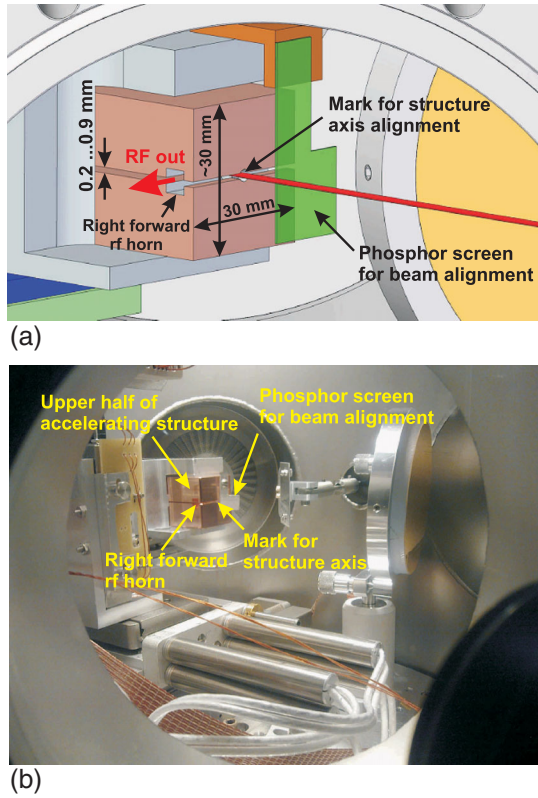 Mark for structure
axis alignment
0.2 ...0.9 mm
RF out
~30 mm
Right forward
rf horn
30 mm
Phosphor screen
for beam alignment
(a)
Upper half of
accelerating structure
Phosphor screen
for beam alignment
Right forward
rf horn
Mark for
structure axis
(b)